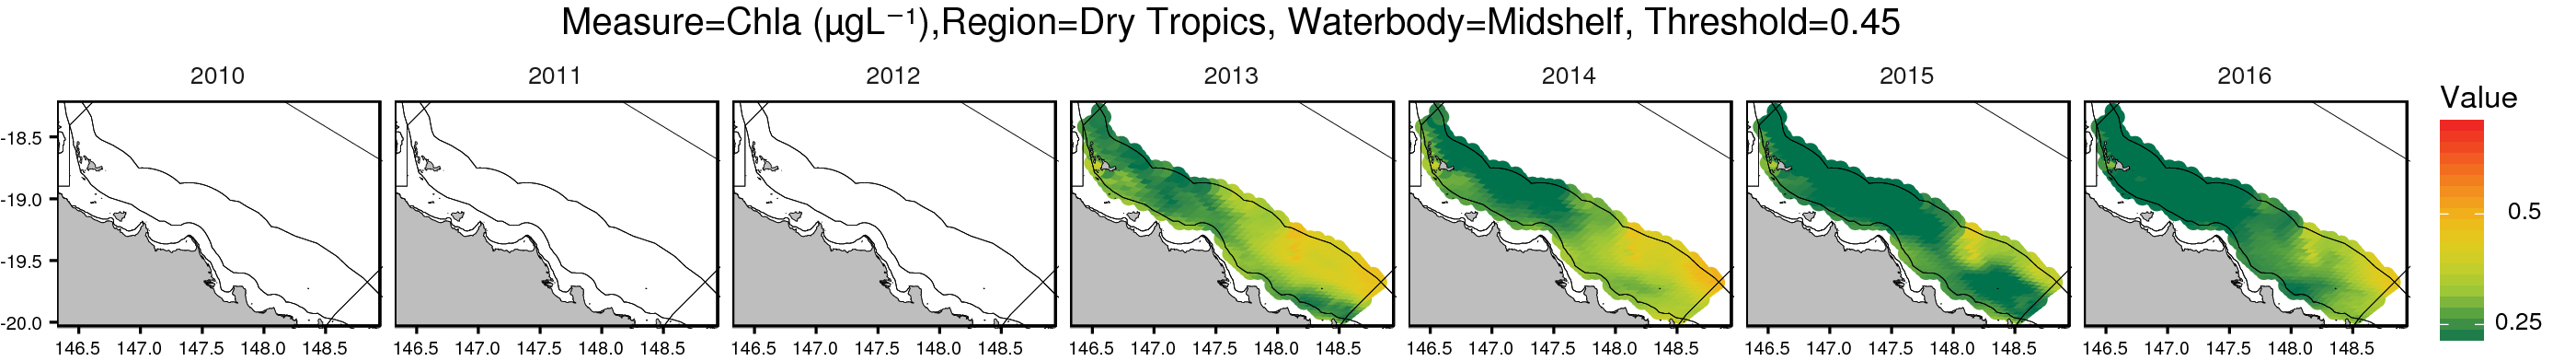 Measure=Chla (µgL⁻¹),Region=Dry Tropics, Waterbody=Midshelf, Threshold=0.45
2010 2011 2012 2013 2014 2015 2016
Value
-18.5
-19.0
-19.5
-20.0
0.5
0.25
146.5 147.0 147.5 148.0 148.5 146.5 147.0 147.5 148.0 148.5 146.5 147.0 147.5 148.0 148.5 146.5 147.0 147.5 148.0 148.5 146.5 147.0 147.5 148.0 148.5 146.5 147.0 147.5 148.0 148.5 146.5 147.0 147.5 148.0 148.5